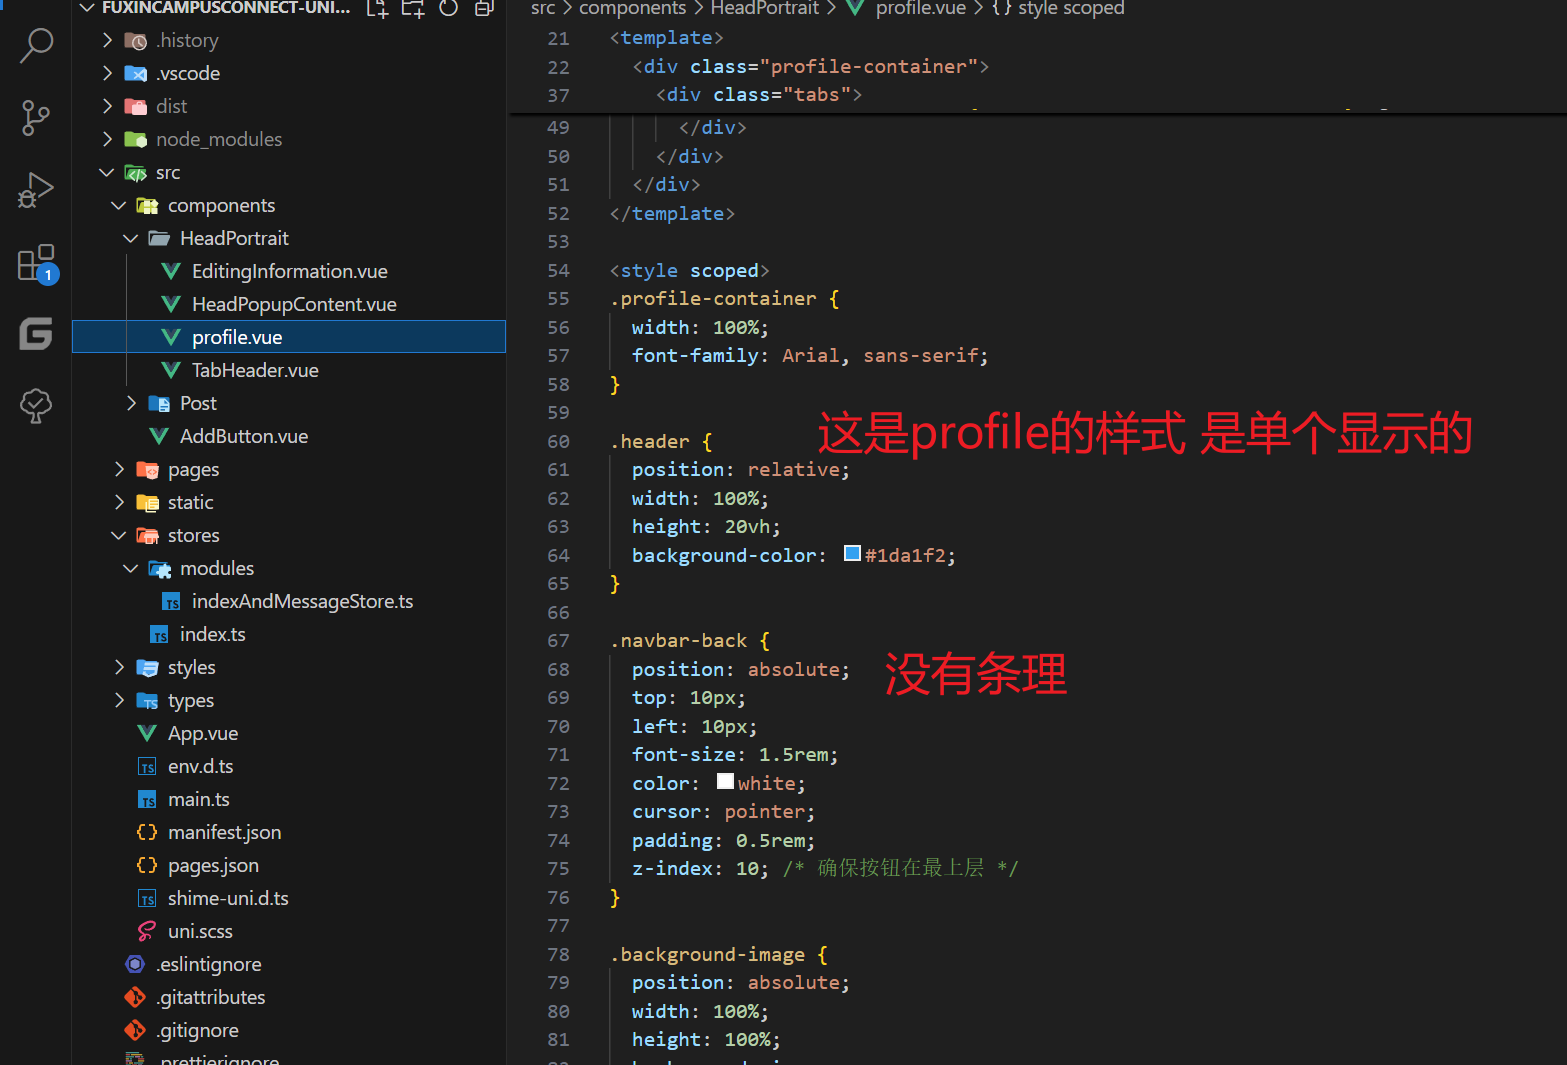 FUXINCAMPUSCONNECT-UNI...
.history
.vscode
dist
node_modules
src
components
HeadPortrait
EditingInformation.vue
HeadPopupContent.vue
profile.vue
TabHeader.vue
Post
AddButton.vue
pages
static
stores
modules
indexAndMessageStore.ts
index.ts
styles
types
App.vue
env.d.ts
main.ts
manifest.json
pages.json
shime-uni.d.ts
uni.scss
.eslintignore
.gitattributes
.gitignore
.prettierignore
1
src > components > HeadPortrait > profile.vue > {} style scoped
21 <template>
22 <div class="profile-container">
37 <div class="tabs">
49 </div>
50 </div>
51 </div>
52 </template>
53
54 <style scoped>
55 .profile-container {
56 width: 100%;
57 font-family: Arial, sans-serif;
58 }
59
这是profile的样式 是单个显示的
60 .header {
61 position: relative;
62 width: 100%;
63 height: 20vh;
64 background-color: #1da1f2;
65 }
66
67 .navbar-back {
68 position: absolute;
没有条理
69 top: 10px;
70 left: 10px;
71 font-size: 1.5rem;
72 color: white;
73 cursor: pointer;
74 padding: 0.5rem;
75 z-index: 10; /* 确保按钮在最上层 */
76 }
77
78 .background-image {
79 position: absolute;
80 width: 100%;
81 height: 100%;